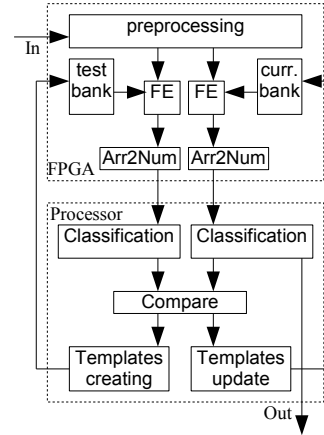 preprocessing
In
test
bank
FE
FE
curr.
bank
Arr2Num
Arr2Num
FPGA
Processor
Classification
Classification
Compare
Templates
creating
Templates
update
Out